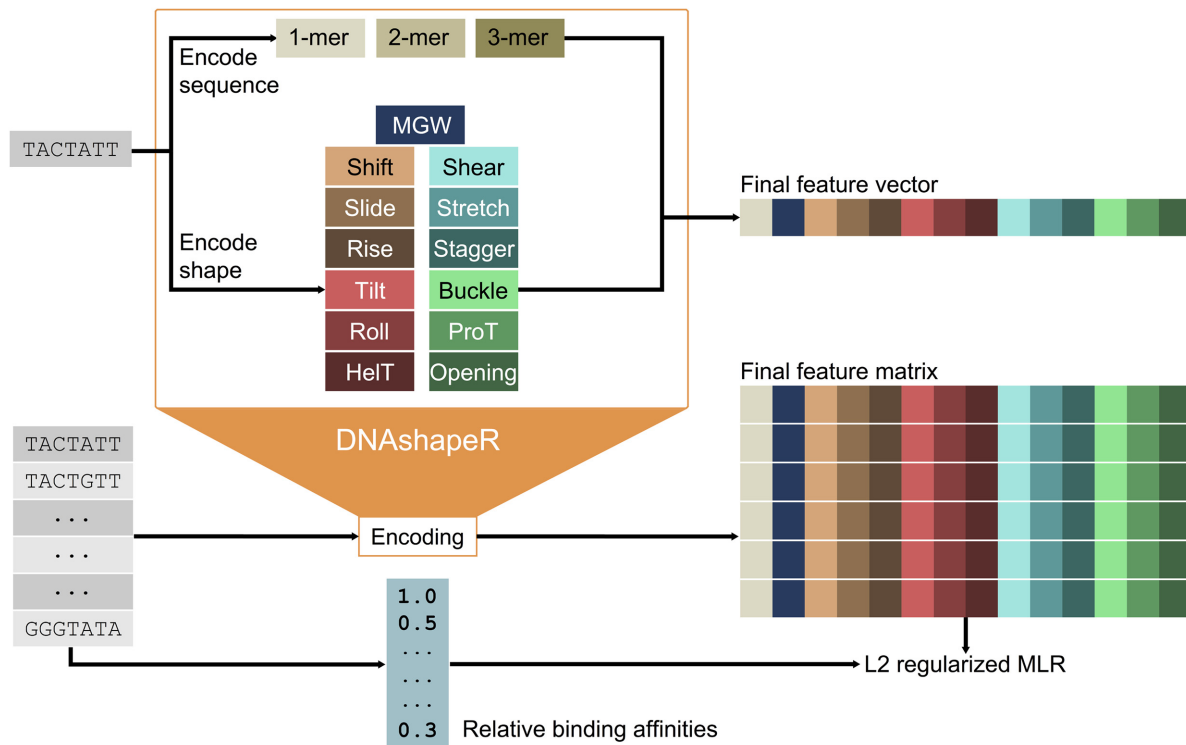 1-mer
2-mer
3-mer
Encode
sequence
MGW
TACTATT
Shift
Shear
Slide
Stretch
Rise
Stagger
Encode
shape
Tilt
Buckle
Roll
ProT
HelT
Opening
Final feature vector
Final feature matrix
DNAshapeR
TACTATT
TACTGTT
...
...
...
GGGTATA
Encoding
1.0
0.5
...
...
...
0.3
Relative binding affinities
L2 regularized MLR